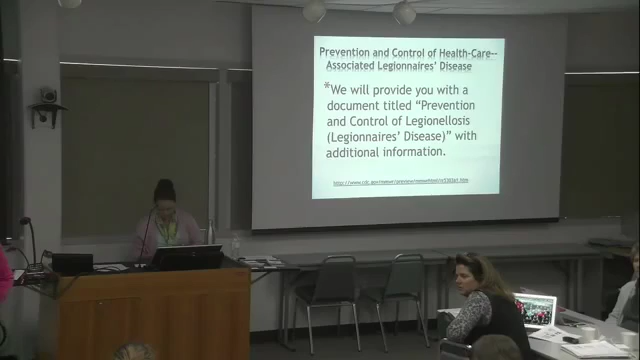 Prevention and Control of Health-Care--
Associated Legionnaires' Disease
*We will provide you with a
document titled "Prevention
and Control of Legionellosis
(Legionnaires' Disease)" with
additional information.